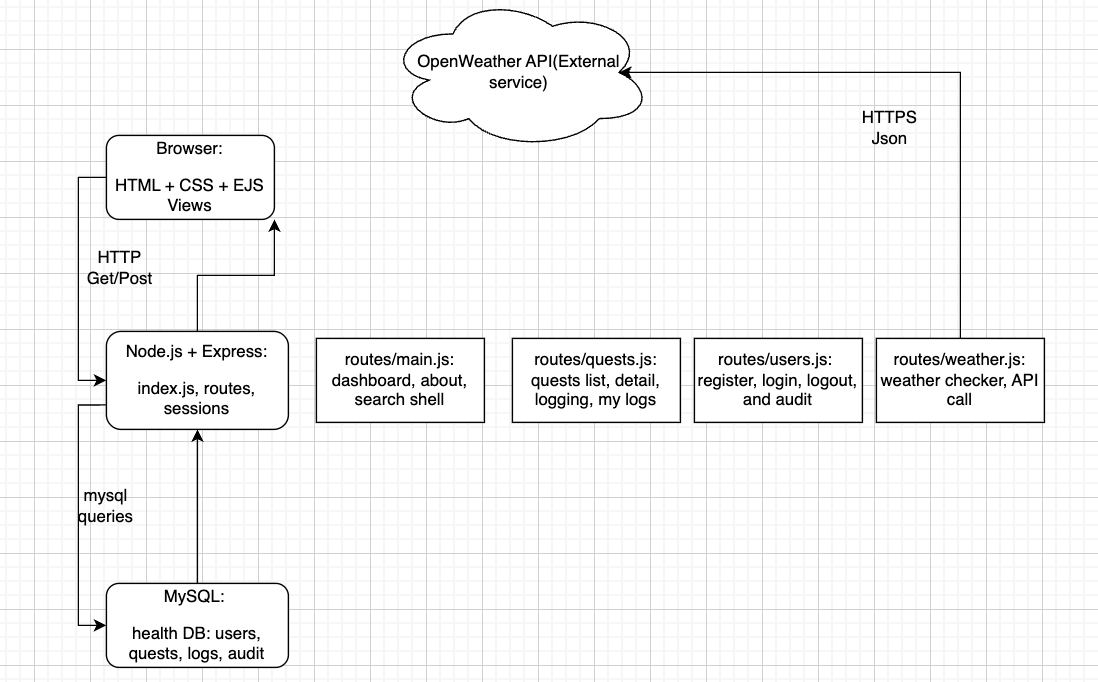 OpenWeather API(External
service)
HTTPS
Json
Browser:
HTML + CSS + EJS
Views
HTTP
Get/Post
Node.js + Express:
index.js, routes,
sessions
routes/main.js:
dashboard, about,
search shell
routes/quests.js:
quests list, detail,
logging, my logs
routes/users.js:
register, login, logout,
and audit
routes/weather.js:
weather checker, API
call
mysql
queries
MySQL:
health DB: users,
quests, logs, audit